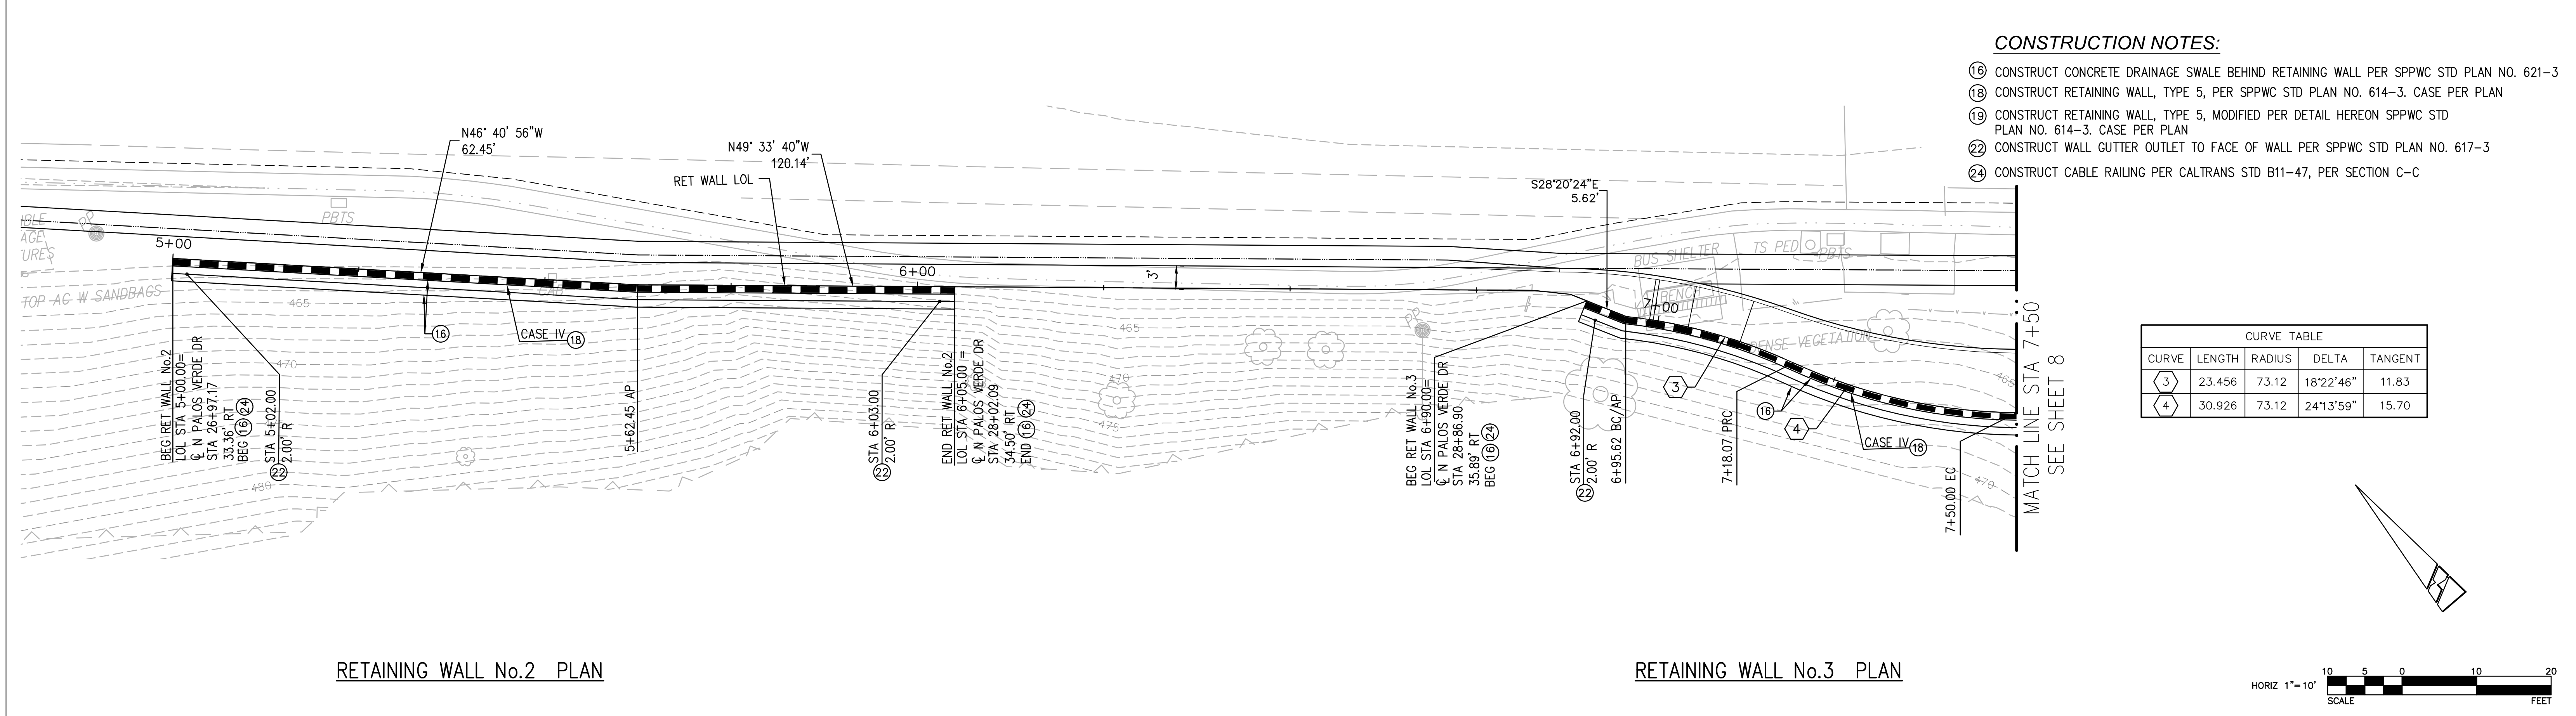 CONSTRUCTION NOTES:
16 CONSTRUCT CONCRETE DRAINAGE SWALE BEHIND RETAINING WALL PER SPPWC STD PLAN NO. 621-3
18 CONSTRUCT RETAINING WALL, TYPE 5, PER SPPWC STD PLAN NO. 614-3. CASE PER PLAN
19 CONSTRUCT RETAINING WALL, TYPE 5, MODIFIED PER DETAIL HEREON SPPWC STD
PLAN NO. 614-3. CASE PER PLAN
22 CONSTRUCT WALL GUTTER OUTLET TO FACE OF WALL PER SPPWC STD PLAN NO. 617-3
24 CONSTRUCT CABLE RAILING PER CALTRANS STD B11-47, PER SECTION C-C
N46° 40' 56"W
62.45'
N49° 33' 40"W
120.14'
RET WALL LOL
S28°20'24"E
5.62'
BLE
AGE
URES
PP
PBTS
5+00
TOP AC W SANDBAGS
465
470
480
CAB
6+00
3'
465
470
475
PP
BUS SHELTER
BENCH
TS PED
PBTS
7+00
DENSE VEGETATION
465
470
16
CASE IV 18
BEG RET WALL No.2
LOL STA 5+00.00=
℄ N PALOS VERDE DR
STA 26+97.17
33.36' RT
BEG 16 24
STA 5+02.00
2.00' R
22
5+62.45 AP
STA 6+03.00
2.00' R
22
END RET WALL No.2
LOL STA 6+05.00 =
℄ N PALOS VERDE DR
STA 28+02.09
34.50' RT
END 16 24
BEG RET WALL No.3
LOL STA 6+90.00=
℄ N PALOS VERDE DR
STA 28+86.90
35.89' RT
BEG 16 24
STA 6+92.00
2.00' R
22
6+95.62 BC/AP
3
7+18.07 PRC
16
4
CASE IV 18
7+50.00 EC
MATCH LINE STA 7+50
SEE SHEET 8
CURVE TABLE
CURVE LENGTH RADIUS DELTA TANGENT
3 23.456 73.12 18°22'46" 11.83
4 30.926 73.12 24°13'59" 15.70
RETAINING WALL No.2 PLAN
RETAINING WALL No.3 PLAN
10 5 0 10 20
HORIZ 1"=10'
SCALE FEET